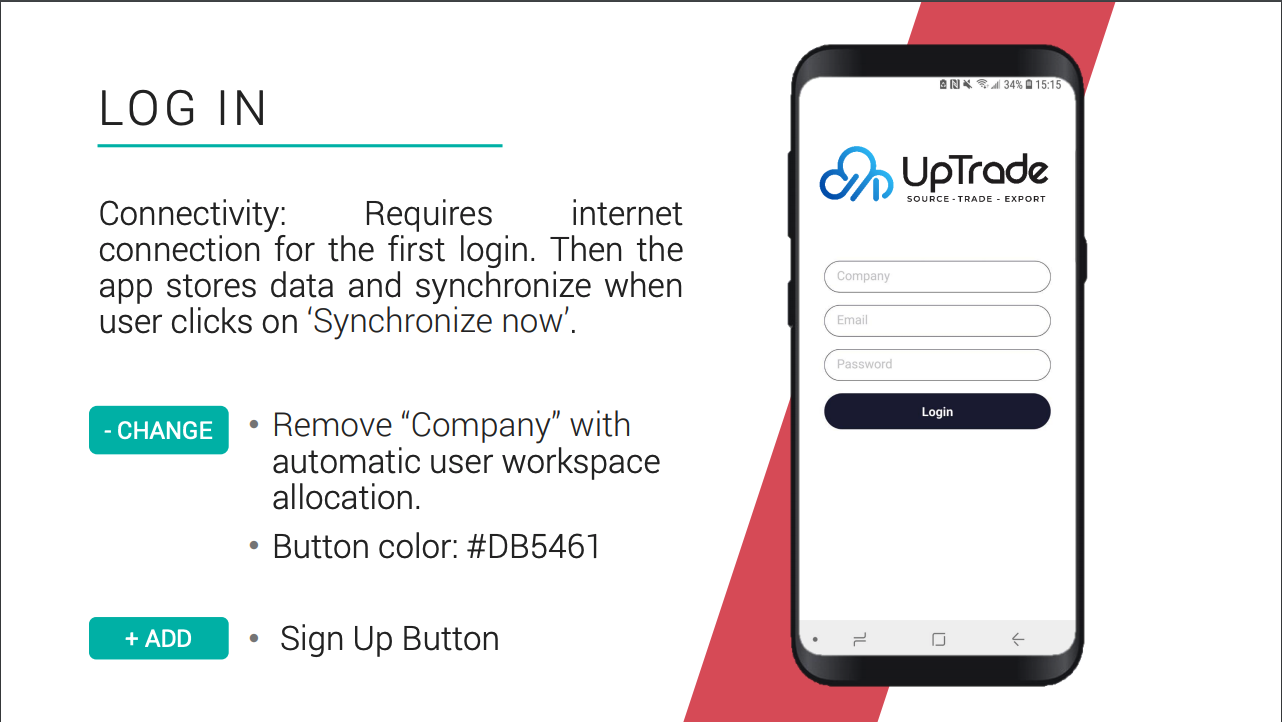 LOG IN
Connectivity: Requires internet
connection for the first login. Then the
app stores data and synchronize when
user clicks on ‘Synchronize now’.
- CHANGE
• Remove “Company” with
automatic user workspace
allocation.
• Button color: #DB5461
+ ADD
• Sign Up Button
34% 15:15
UpTrade
SOURCE - TRADE - EXPORT
Company
Email
Password
Login